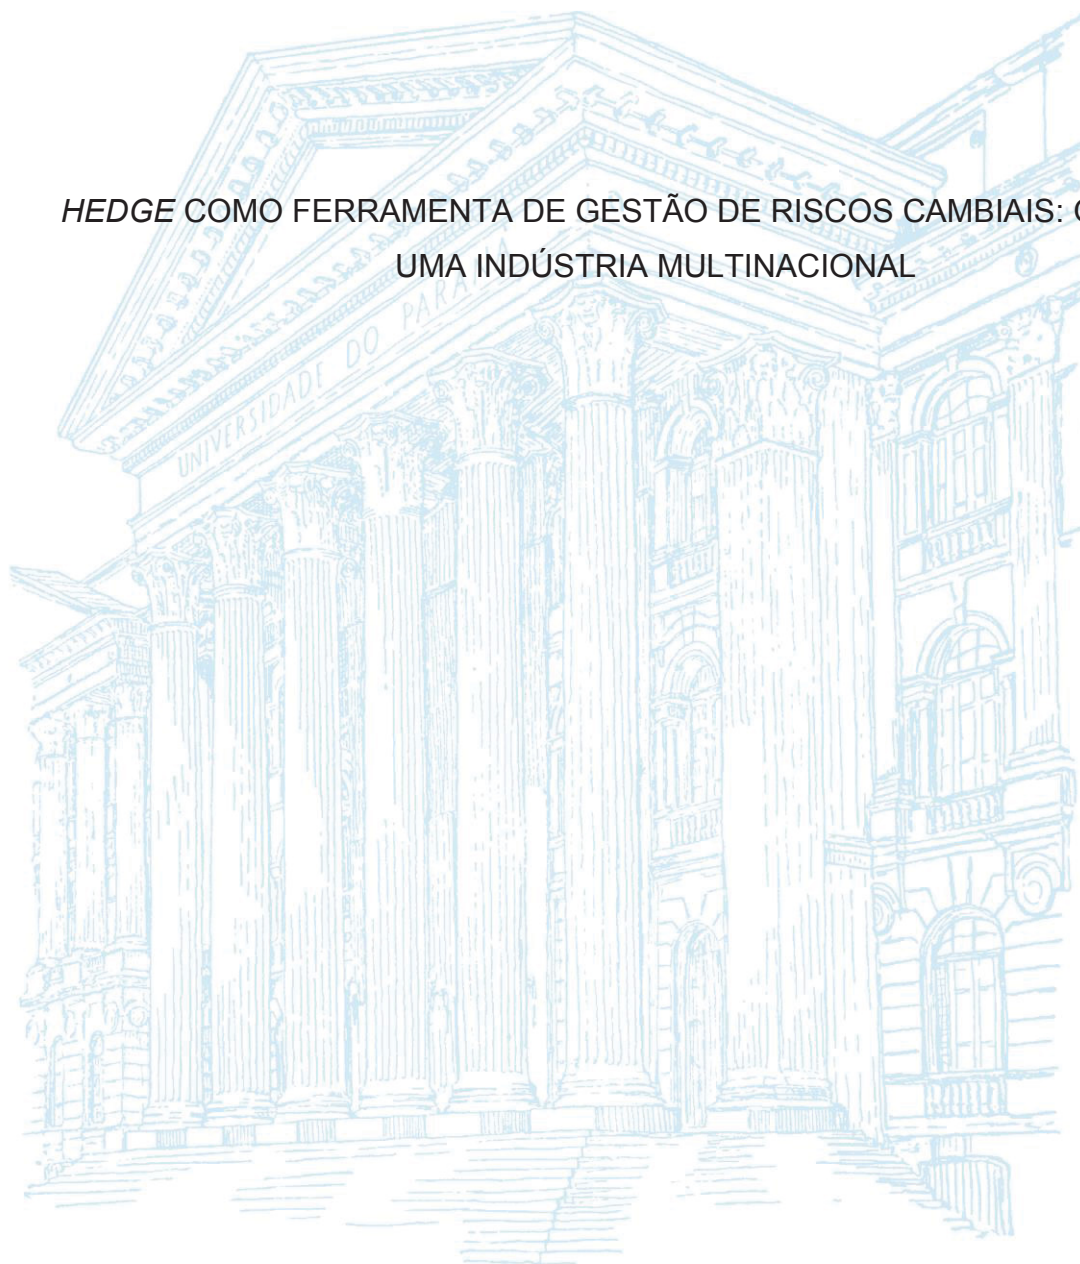 HEDGE COMO FERRAMENTA DE GESTÃO DE RISCOS CAMBIAIS:
UMA INDÚSTRIA MULTINACIONAL
UNIVERSIDADE DO PARANÁ